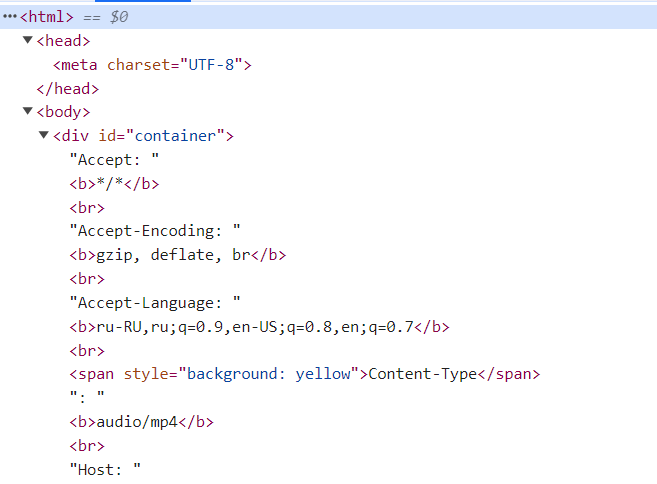 ···<html> == $0
▼<head>
<meta charset="UTF-8">
</head>
▼<body>
▼<div id="container">
"Accept: "
<b>*/*</b>
<br>
"Accept-Encoding: "
<b>gzip, deflate, br</b>
<br>
"Accept-Language: "
<b>ru-RU,ru;q=0.9,en-US;q=0.8,en;q=0.7</b>
<br>
<span style="background: yellow">Content-Type</span>
": "
<b>audio/mp4</b>
<br>
"Host: "